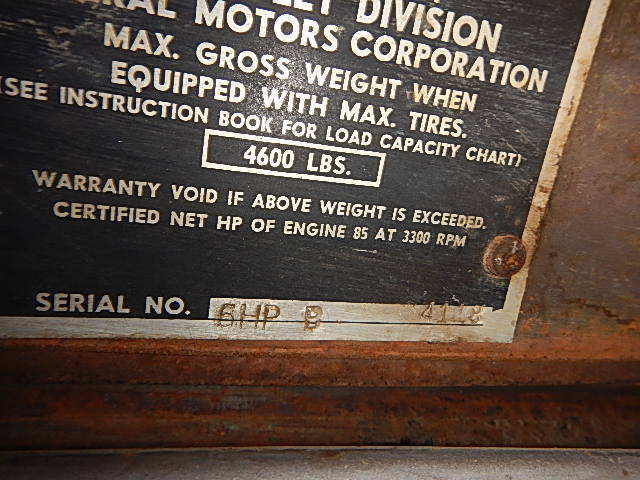 DIVISION
MOTORS CORPORATION
MAX. GROSS WEIGHT WHEN
EQUIPPED WITH MAX. TIRES.
(SEE INSTRUCTION BOOK FOR LOAD CAPACITY CHART)
4600 LBS.
WARRANTY VOID IF ABOVE WEIGHT IS EXCEEDED.
CERTIFIED NET HP OF ENGINE 85 AT 3300 RPM
SERIAL NO. 6HP B